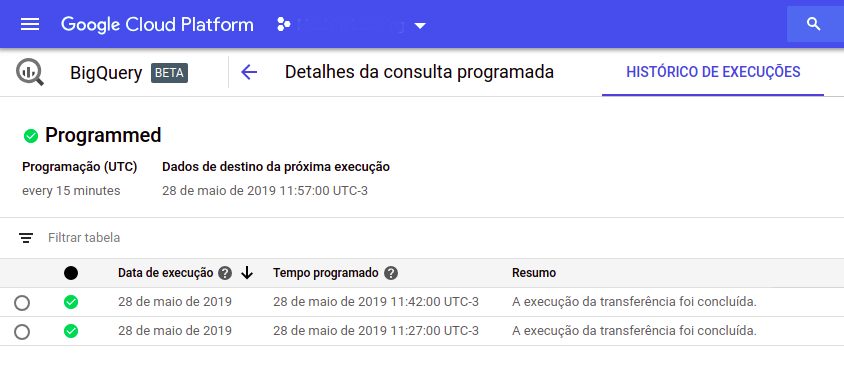 Google Cloud Platform
BigQuery BETA Detalhes da consulta programada HISTÓRICO DE EXECUÇÕES
Programmed
Programação (UTC) Dados de destino da próxima execução
every 15 minutes 28 de maio de 2019 11:57:00 UTC-3
Filtrar tabela
Data de execução Tempo programado Resumo
28 de maio de 2019 28 de maio de 2019 11:42:00 UTC-3 A execução da transferência foi concluída.
28 de maio de 2019 28 de maio de 2019 11:27:00 UTC-3 A execução da transferência foi concluída.